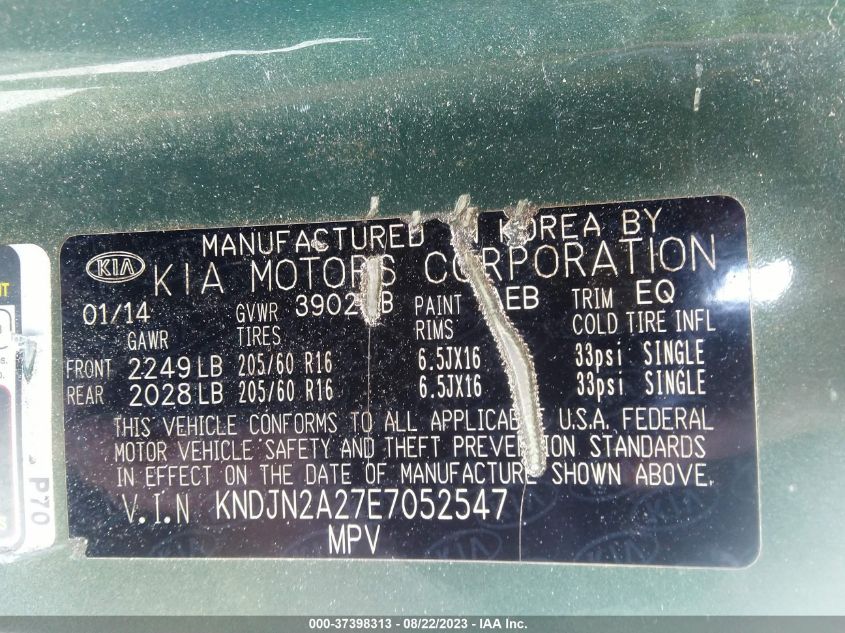 MANUFACTURED IN KOREA BY
KIA KIA MOTORS CORPORATION
01/14 GVWR 3902 LB PAINT EB TRIM EQ
GAWR TIRES RIMS COLD TIRE INFL
FRONT 2249 LB 205/60 R16 6.5JX16 33psi SINGLE
REAR 2028 LB 205/60 R16 6.5JX16 33psi SINGLE
THIS VEHICLE CONFORMS TO ALL APPLICABLE U.S.A. FEDERAL
MOTOR VEHICLE SAFETY AND THEFT PREVENTION STANDARDS
IN EFFECT ON THE DATE OF MANUFACTURE SHOWN ABOVE.
V.I.N KNDJN2A27E7052547
MPV
P70
000-37398313 - 08/22/2023 - IAA Inc.